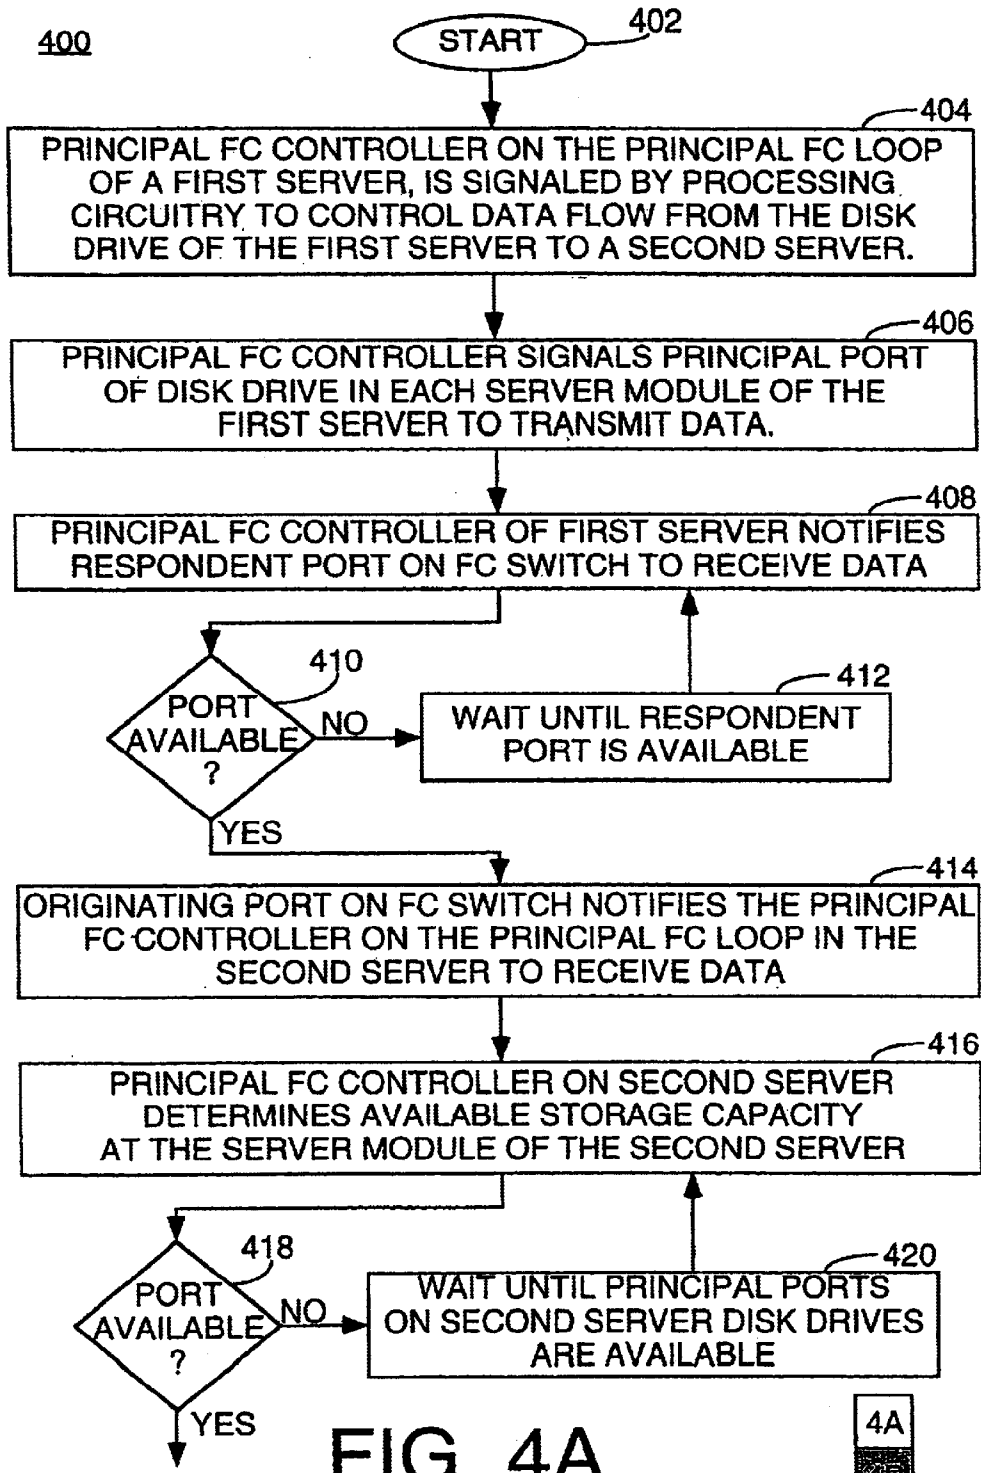 400
START
402
404
PRINCIPAL FC CONTROLLER ON THE PRINCIPAL FC LOOP
OF A FIRST SERVER, IS SIGNALED BY PROCESSING
CIRCUITRY TO CONTROL DATA FLOW FROM THE DISK
DRIVE OF THE FIRST SERVER TO A SECOND SERVER.
406
PRINCIPAL FC CONTROLLER SIGNALS PRINCIPAL PORT
OF DISK DRIVE IN EACH SERVER MODULE OF THE
FIRST SERVER TO TRANSMIT DATA.
408
PRINCIPAL FC CONTROLLER OF FIRST SERVER NOTIFIES
RESPONDENT PORT ON FC SWITCH TO RECEIVE DATA
410
PORT
AVAILABLE
?
NO
412
WAIT UNTIL RESPONDENT
PORT IS AVAILABLE
YES
414
ORIGINATING PORT ON FC SWITCH NOTIFIES THE PRINCIPAL
FC CONTROLLER ON THE PRINCIPAL FC LOOP IN THE
SECOND SERVER TO RECEIVE DATA
416
PRINCIPAL FC CONTROLLER ON SECOND SERVER
DETERMINES AVAILABLE STORAGE CAPACITY
AT THE SERVER MODULE OF THE SECOND SERVER
418
PORT
AVAILABLE
?
NO
420
WAIT UNTIL PRINCIPAL PORTS
ON SECOND SERVER DISK DRIVES
ARE AVAILABLE
YES
FIG. 4A
4A